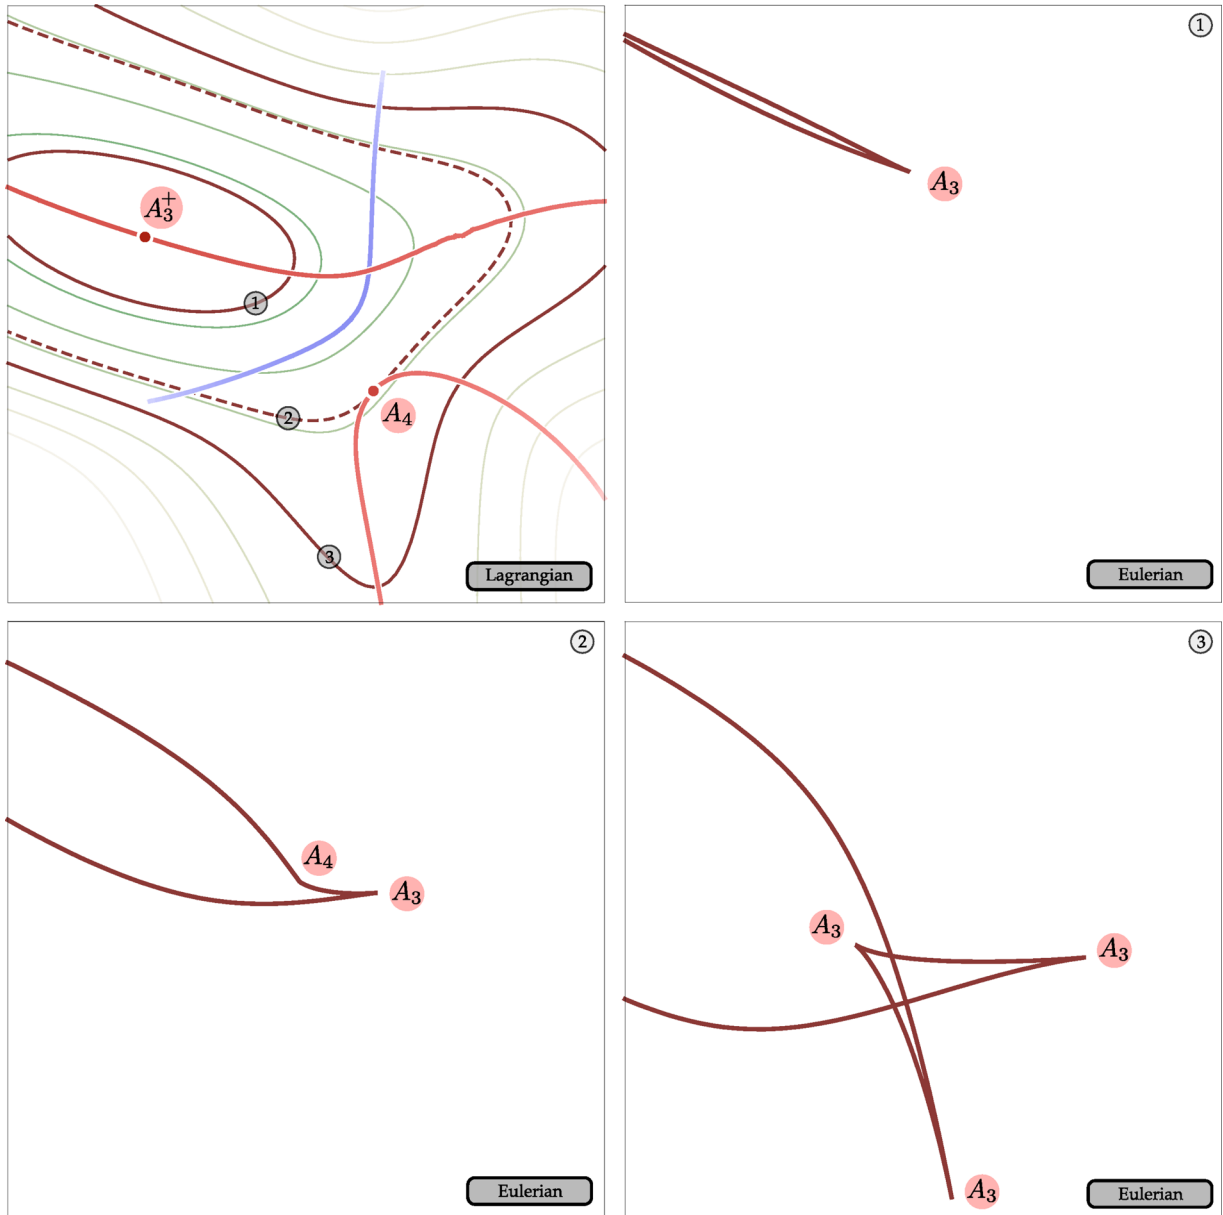 A₃⁺
①
A₄
②
③
Lagrangian
①
A₃
Eulerian
②
A₄
A₃
Eulerian
③
A₃
A₃
A₃
Eulerian